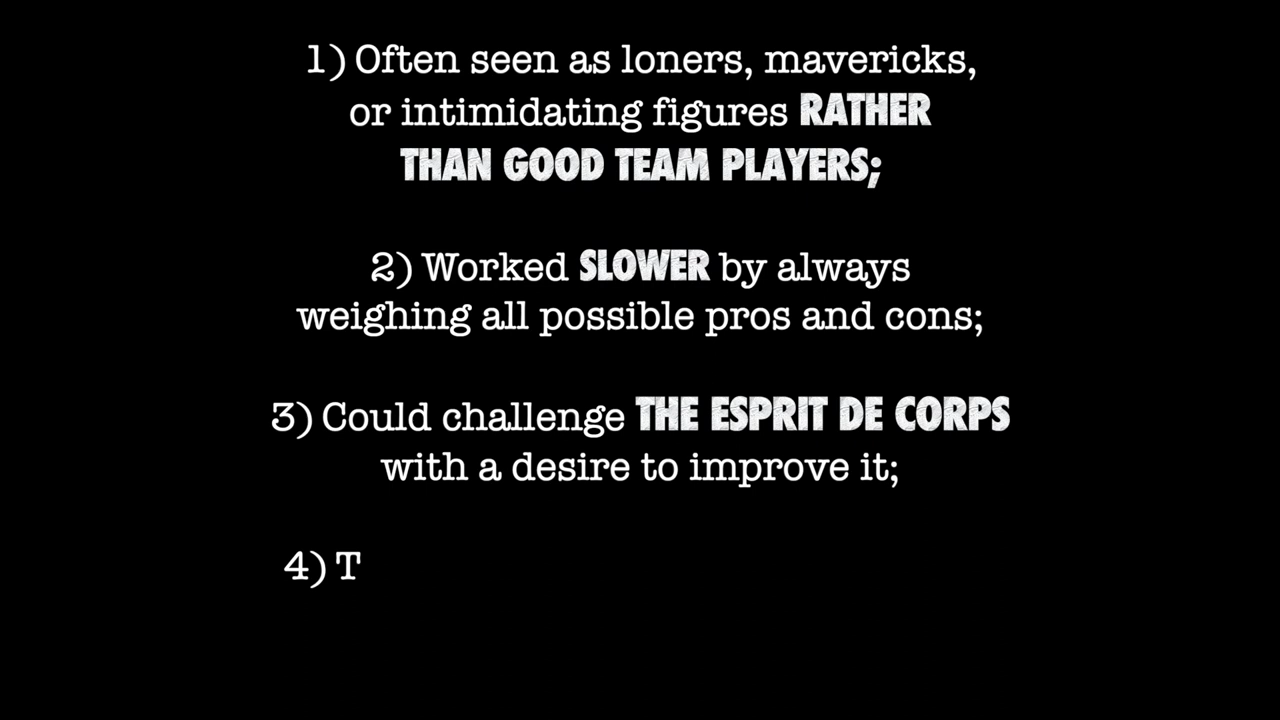 1) Often seen as loners, mavericks,
or intimidating figures RATHER
THAN GOOD TEAM PLAYERS;
2) Worked SLOWER by always
weighing all possible pros and cons;
3) Could challenge THE ESPRIT DE CORPS
with a desire to improve it;
4) T